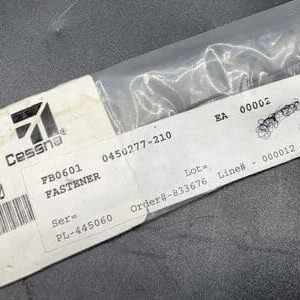 Cessna
FB0601 0450277-210 EA 00002
FASTENER
Ser= Lot=
PL-445060 Order#-833676 Line# - 000012